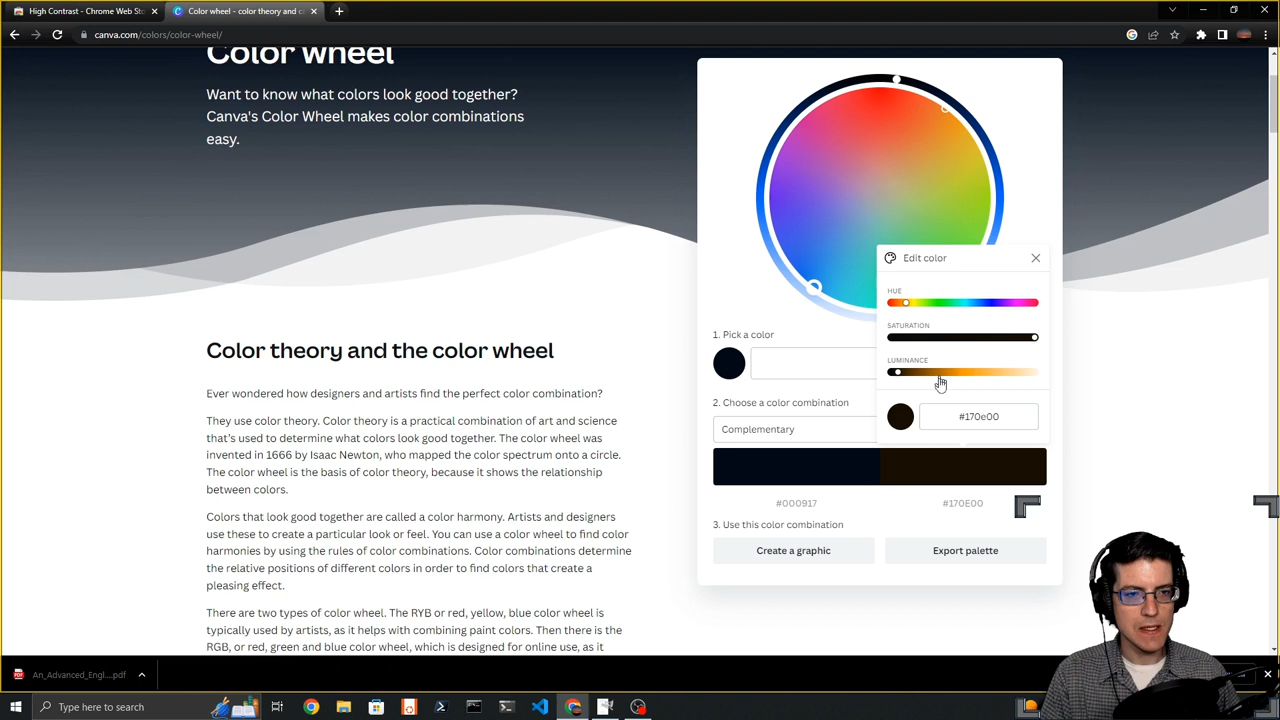 High Contrast - Chrome Web Sto
Color wheel - color theory and c
canva.com/colors/color-wheel/
Color wheel
Want to know what colors look good together?
Canva's Color Wheel makes color combinations
easy.
Color theory and the color wheel
Ever wondered how designers and artists find the perfect color combination?
They use color theory. Color theory is a practical combination of art and science
that's used to determine what colors look good together. The color wheel was
invented in 1666 by Isaac Newton, who mapped the color spectrum onto a circle.
The color wheel is the basis of color theory, because it shows the relationship
between colors.
Colors that look good together are called a color harmony. Artists and designers
use these to create a particular look or feel. You can use a color wheel to find color
harmonies by using the rules of color combinations. Color combinations determine
the relative positions of different colors in order to find colors that create a
pleasing effect.
There are two types of color wheel. The RYB or red, yellow, blue color wheel is
typically used by artists, as it helps with combining paint colors. Then there is the
RGB, or red, green and blue color wheel, which is designed for online use, as it
Edit color
HUE
SATURATION
LUMINANCE
#170e00
1. Pick a color
2. Choose a color combination
Complementary
#000917
#170E00
3. Use this color combination
Create a graphic
Export palette
An_Advanced_Engl....pdf
Type here to search